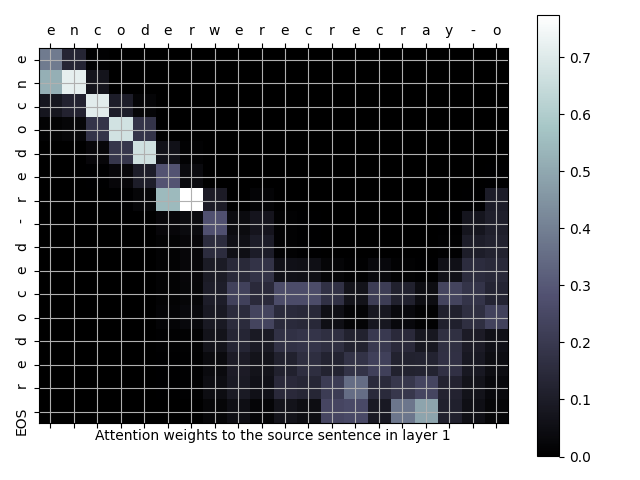 e n c o d e r w e r e c r e c r a y - o
EOS r e d o c e d - r e d o c n e
Attention weights to the source sentence in layer 1
0.7
0.6
0.5
0.4
0.3
0.2
0.1
0.0